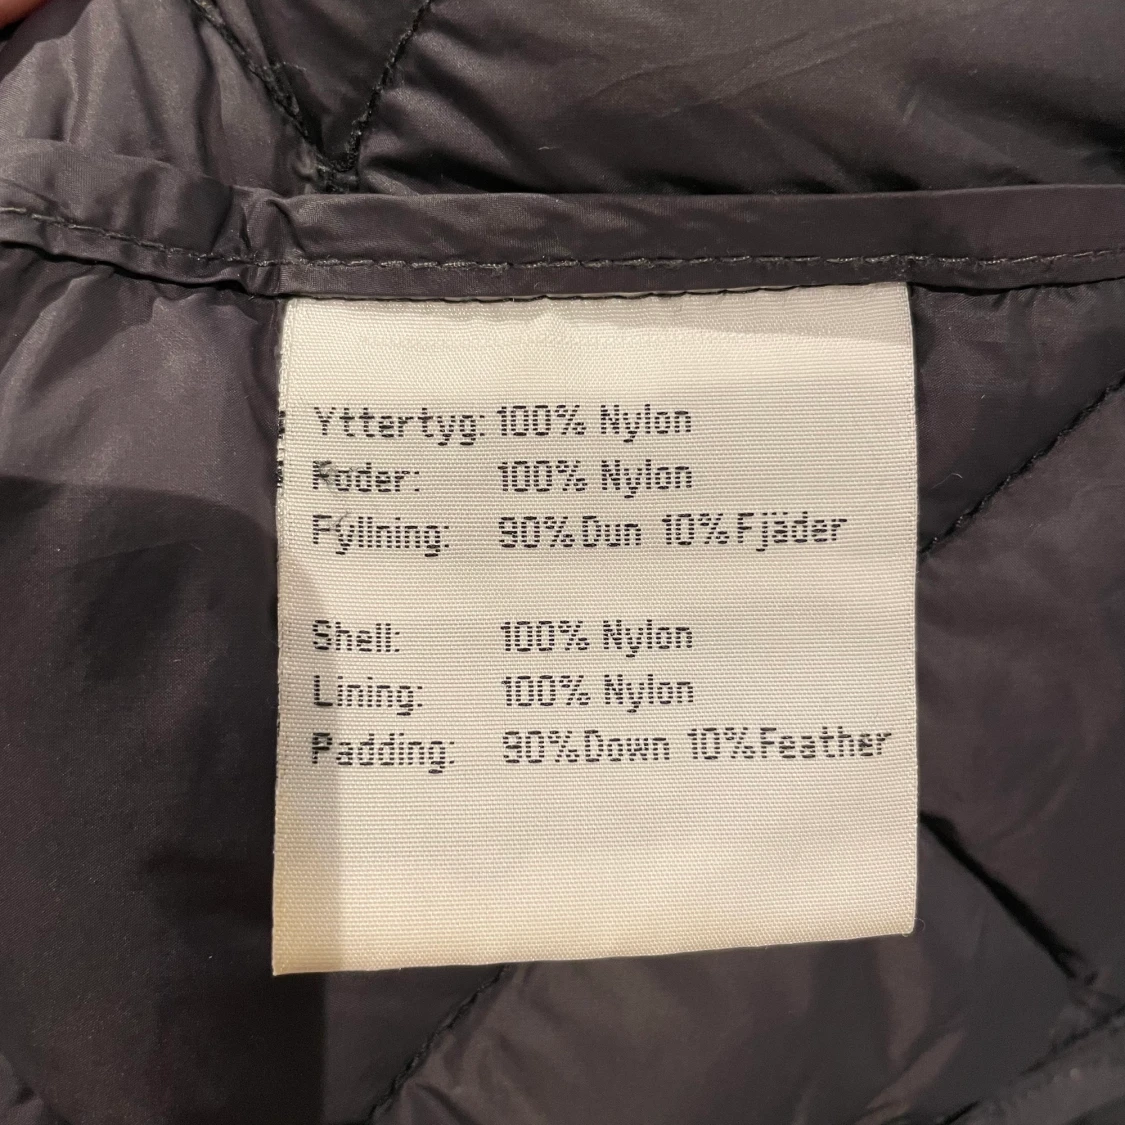 Yttertyg: 100% Nylon
Foder: 100% Nylon
Fyllning: 90% Dun 10% Fjäder
Shell: 100% Nylon
Lining: 100% Nylon
Padding: 90% Down 10% Feather